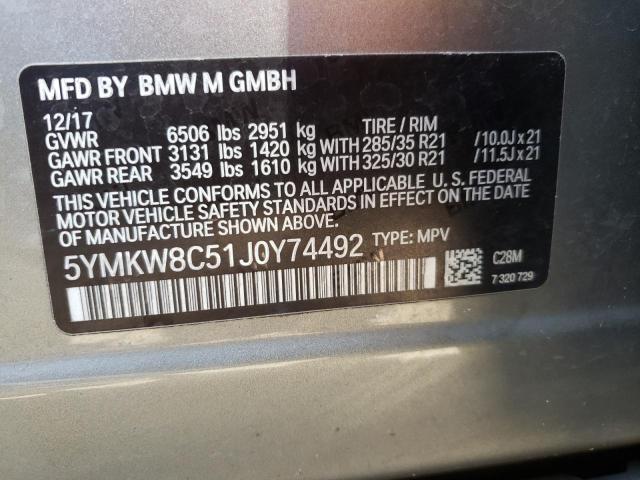 MFD BY BMW M GMBH
12/17 TIRE / RIM
GVWR 6506 lbs 2951 kg
GAWR FRONT 3131 lbs 1420 kg WITH 285/35 R21 /10.0J x 21
GAWR REAR 3549 lbs 1610 kg WITH 325/30 R21 /11.5J x 21
THIS VEHICLE CONFORMS TO ALL APPLICABLE U. S. FEDERAL
MOTOR VEHICLE SAFETY STANDARDS IN EFFECT ON THE DATE
OF MANUFACTURE SHOWN ABOVE.
5YMKW8C51J0Y74492 TYPE: MPV
C28M
7 320 729